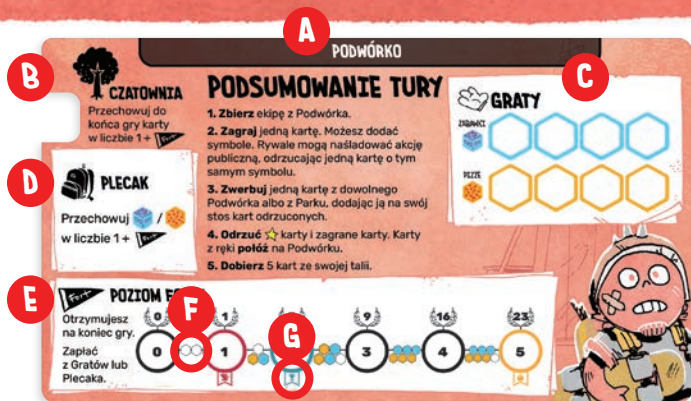 A
PODWÓRKO
B
CZATOWNIA
Przechowuj do
końca gry karty
w liczbie 1+ Fort
PODSUMOWANIE TURY
1. Zbierz ekipę z Podwórka.
2. Zagraj jedną kartę. Możesz dodać
symbole. Rywale mogą naśladować akcję
publiczną, odrzucając jedną kartę o tym
samym symbolu.
3. Zwerbuj jedną kartę z dowolnego
Podwórka albo z Parku, dodając ją na swój
stos kart odrzuconych.
4. Odrzuć karty i zagrane karty. Karty
z ręki połóż na Podwórku.
5. Dobierz 5 kart ze swojej talii.
C
GRATY
ZABAWKI
PIZZE
D
PLECAK
Przechowuj /
w liczbie 1+ Fort
E
Fort POZIOM
F
G
Otrzymujesz
na koniec gry.
0 1 9 16 23
Zapłać
z Gratów lub
Plecaka.
0 1 3 4 5